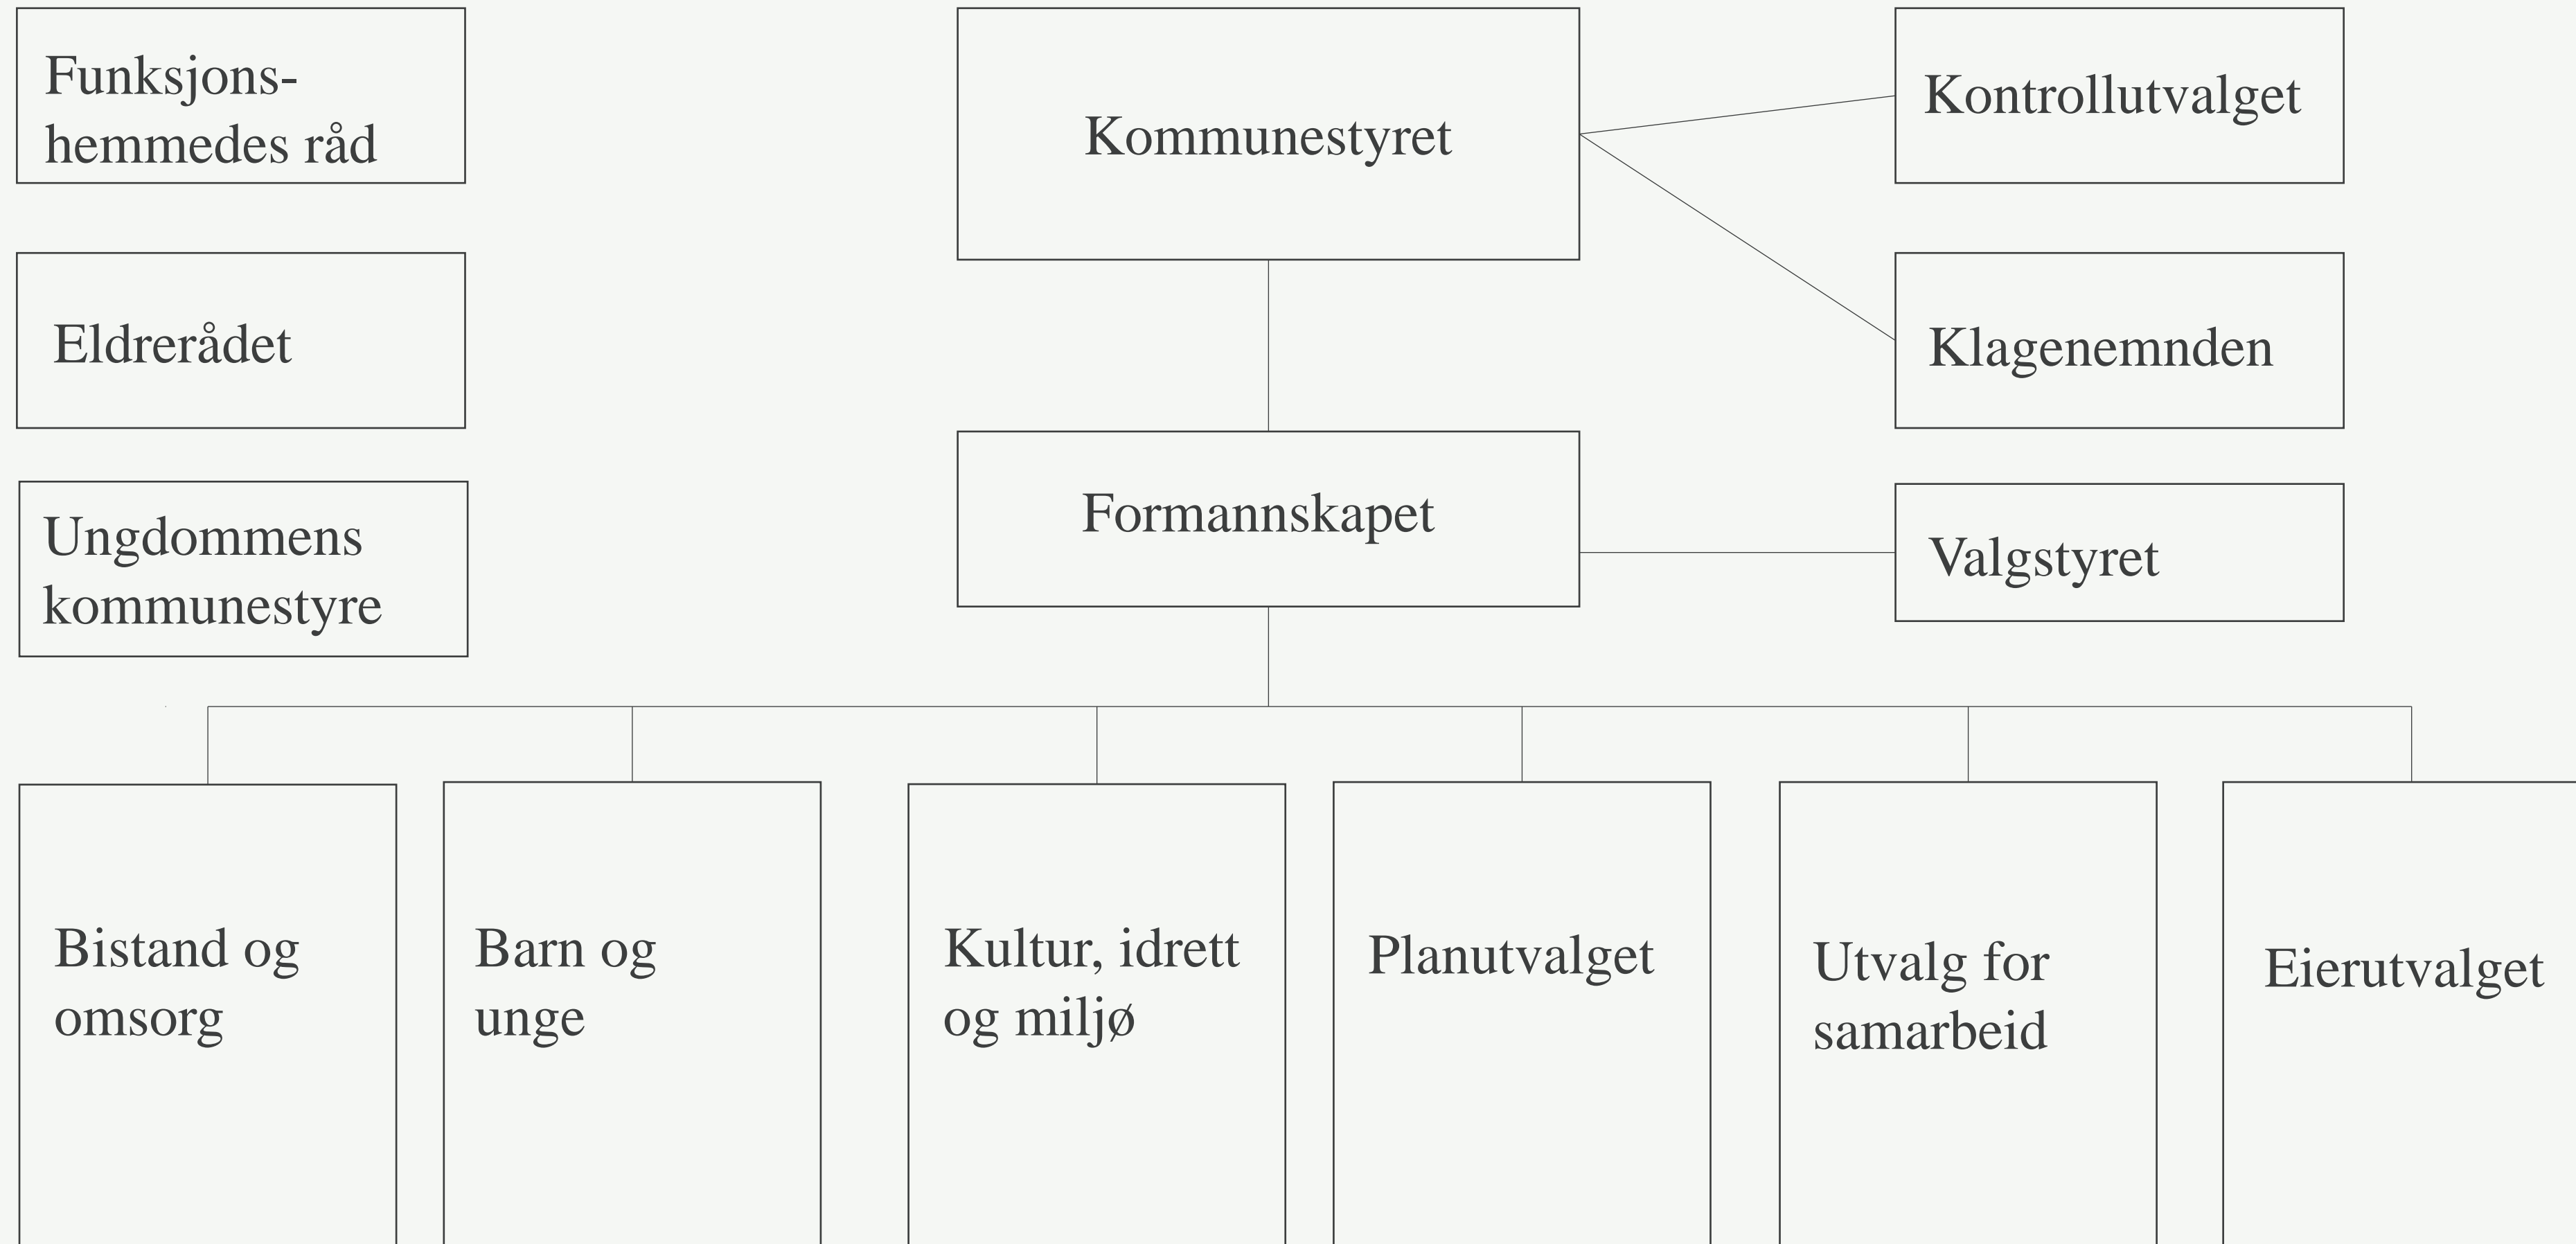 Funksjons-
hemmedes råd
Kommunestyret
Kontrollutvalget
Eldrerådet
Klagenemnden
Ungdommens
kommunestyre
Formannskapet
Valgstyret
Bistand og
omsorg
Barn og
unge
Kultur, idrett
og miljø
Planutvalget
Utvalg for
samarbeid
Eierutvalget